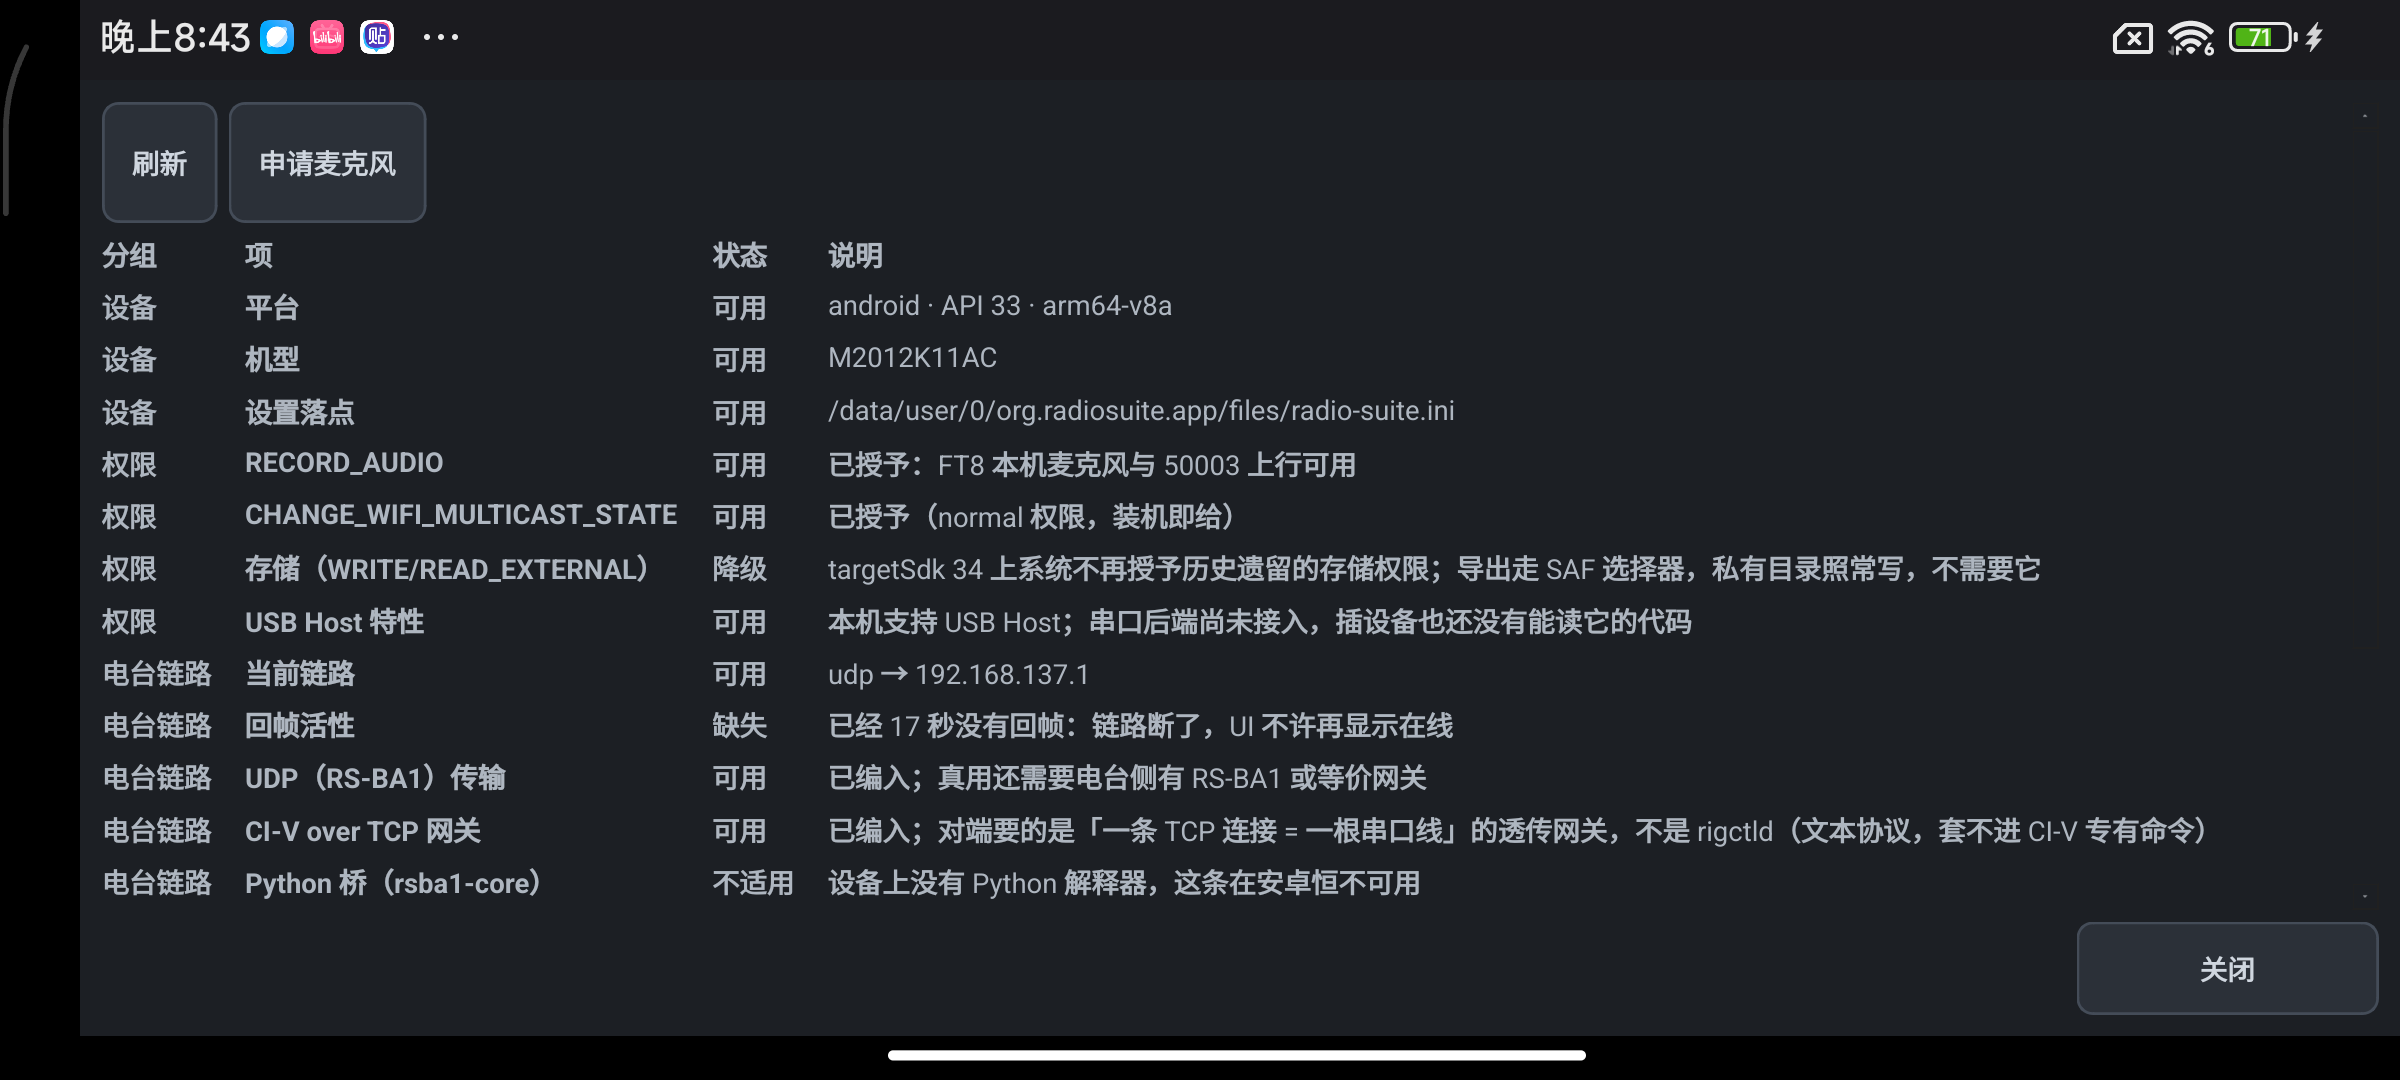 晚上8:43 bilibili 贴 ··· 6 71
刷新 申请麦克风
分组 项 状态 说明
设备 平台 可用 android · API 33 · arm64-v8a
设备 机型 可用 M2012K11AC
设备 设置落点 可用 /data/user/0/org.radiosuite.app/files/radio-suite.ini
权限 RECORD_AUDIO 可用 已授予：FT8 本机麦克风与 50003 上行可用
权限 CHANGE_WIFI_MULTICAST_STATE 可用 已授予（normal 权限，装机即给）
权限 存储（WRITE/READ_EXTERNAL） 降级 targetSdk 34 上系统不再授予历史遗留的存储权限；导出走 SAF 选择器，私有目录照常写，不需要它
权限 USB Host 特性 可用 本机支持 USB Host；串口后端尚未接入，插设备也还没有能读它的代码
电台链路 当前链路 可用 udp → 192.168.137.1
电台链路 回帧活性 缺失 已经 17 秒没有回帧：链路断了，UI 不许再显示在线
电台链路 UDP（RS-BA1）传输 可用 已编入；真用还需要电台侧有 RS-BA1 或等价网关
电台链路 CI-V over TCP 网关 可用 已编入；对端要的是「一条 TCP 连接 = 一根串口线」的透传网关，不是 rigctld（文本协议，套不进 CI-V 专有命令）
电台链路 Python 桥（rsba1-core） 不适用 设备上没有 Python 解释器，这条在安卓恒不可用
关闭